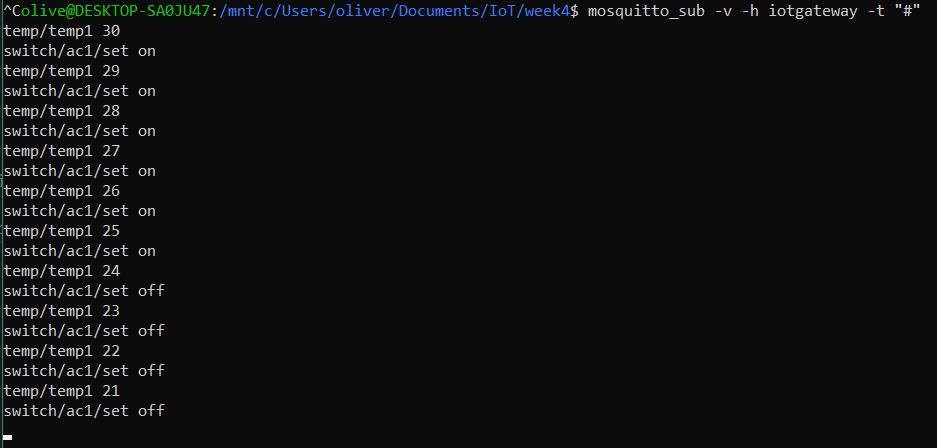 ^Colive@DESKTOP-SA0JU47:/mnt/c/Users/oliver/Documents/IoT/week4$ mosquitto_sub -v -h iotgateway -t "#"
temp/temp1 30
switch/ac1/set on
temp/temp1 29
switch/ac1/set on
temp/temp1 28
switch/ac1/set on
temp/temp1 27
switch/ac1/set on
temp/temp1 26
switch/ac1/set on
temp/temp1 25
switch/ac1/set on
temp/temp1 24
switch/ac1/set off
temp/temp1 23
switch/ac1/set off
temp/temp1 22
switch/ac1/set off
temp/temp1 21
switch/ac1/set off